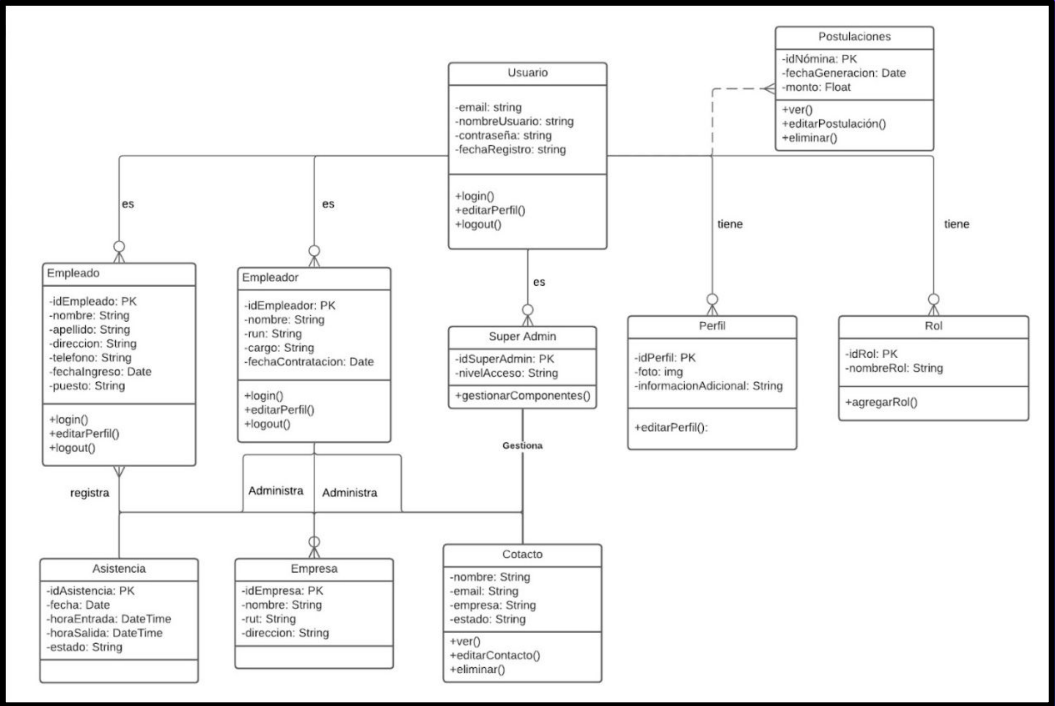 Postulaciones
-idNómina: PK
-fechaGeneracion: Date
-monto: Float
+ver()
+editarPostulación()
+eliminar()
Usuario
-email: string
-nombreUsuario: string
-contraseña: string
-fechaRegistro: string
+login()
+editarPerfil()
+logout()
es
es
es
tiene
tiene
Empleado
-idEmpleado: PK
-nombre: String
-apellido: String
-direccion: String
-telefono: String
-fechaIngreso: Date
-puesto: String
+login()
+editarPerfil()
+logout()
Empleador
-idEmpleador: PK
-nombre: String
-run: String
-cargo: String
-fechaContratacion: Date
+login()
+editarPerfil()
+logout()
Super Admin
-idSuperAdmin: PK
-nivelAcceso: String
+gestionarComponentes()
Perfil
-idPerfil: PK
-foto: img
-informacionAdicional: String
+editarPerfil():
Rol
-idRol: PK
-nombreRol: String
+agregarRol()
Gestiona
registra
Administra
Administra
Asistencia
-idAsistencia: PK
-fecha: Date
-horaEntrada: DateTime
-horaSalida: DateTime
-estado: String
Empresa
-idEmpresa: PK
-nombre: String
-rut: String
-direccion: String
Cotacto
-nombre: String
-email: String
-empresa: String
-estado: String
+ver()
+editarContacto()
+eliminar()